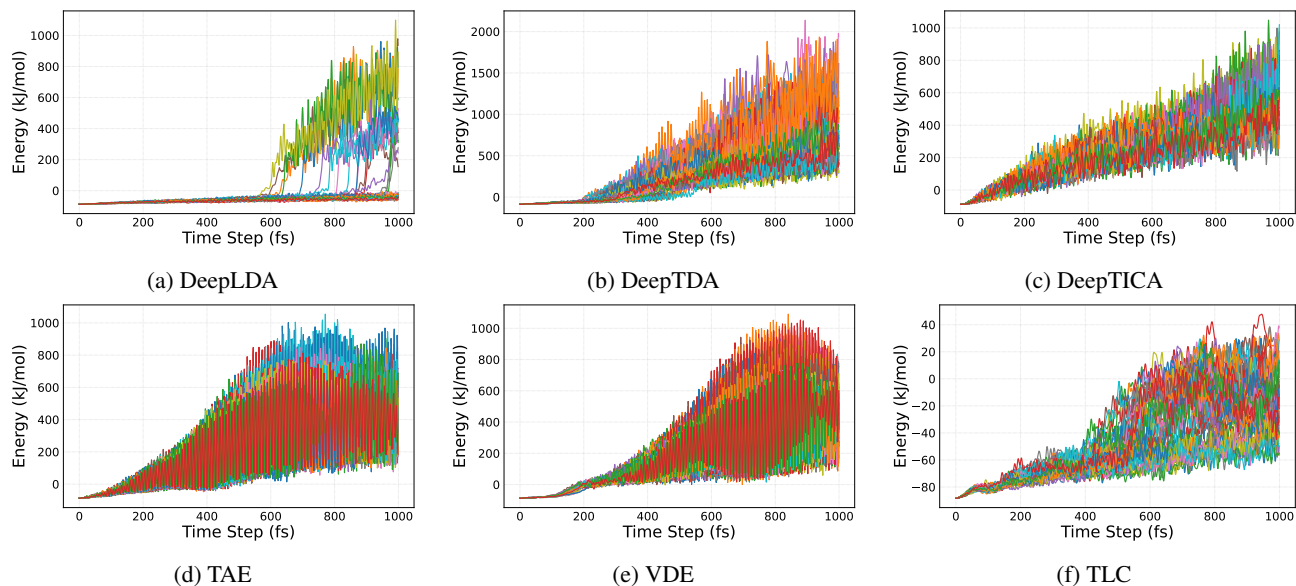 1000
800
600
400
200
0
Energy (kJ/mol)
0 200 400 600 800 1000
Time Step (fs)
(a) DeepLDA
2000
1500
1000
500
0
Energy (kJ/mol)
0 200 400 600 800 1000
Time Step (fs)
(b) DeepTDA
1000
800
600
400
200
0
Energy (kJ/mol)
0 200 400 600 800 1000
Time Step (fs)
(c) DeepTICA
1000
800
600
400
200
0
Energy (kJ/mol)
0 200 400 600 800 1000
Time Step (fs)
(d) TAE
1000
800
600
400
200
0
Energy (kJ/mol)
0 200 400 600 800 1000
Time Step (fs)
(e) VDE
40
20
0
−20
−40
−60
−80
Energy (kJ/mol)
0 200 400 600 800 1000
Time Step (fs)
(f) TLC